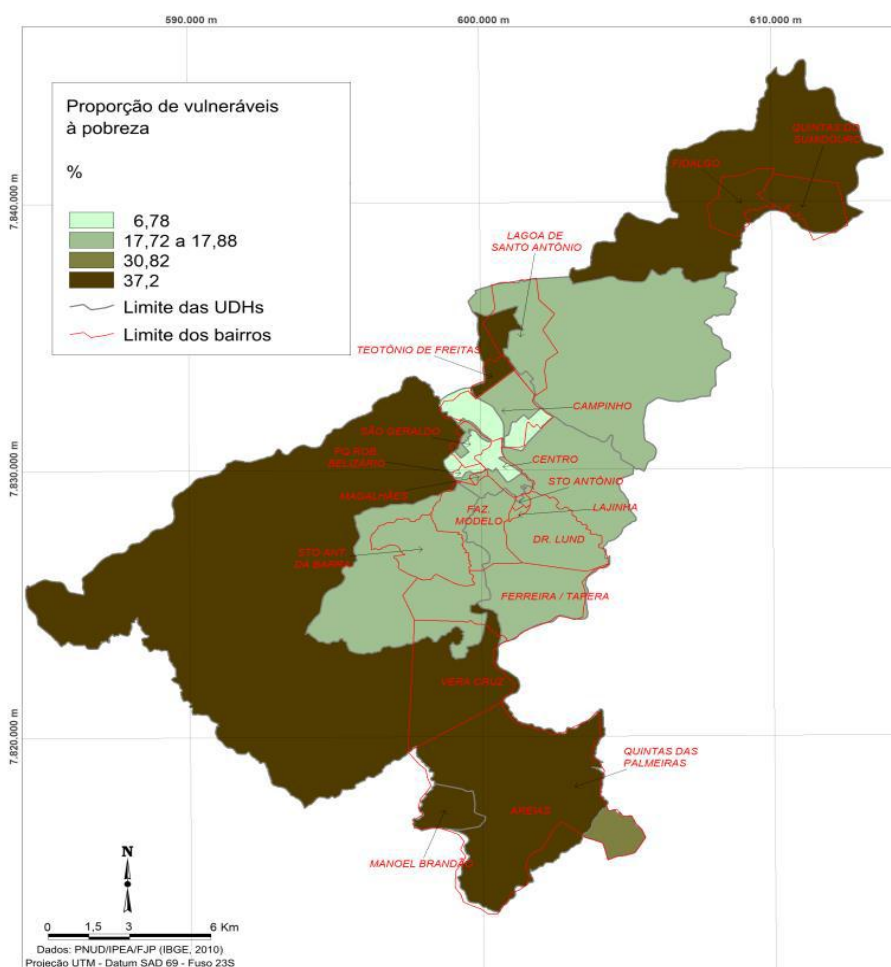 590.000 m
600.000 m
610.000 m
7.840.000 m
7.830.000 m
7.820.000 m
Proporção de vulneráveis
à pobreza
%
6,78
17,72 a 17,88
30,82
37,2
Limite das UDHs
Limite dos bairros
QUINTAS DO
SUMIDOURO
FIDALGO
LAGOA DE
SANTO ANTÔNIO
TEOTÔNIO DE FREITAS
CAMPINHO
SÃO GERALDO
PQ ROB.
BELIZÁRIO
CENTRO
MAGALHÃES
STO ANTÔNIO
FAZ.
MODELO
LAJINHA
DR. LUND
STO ANT.
DA BARRA
FERREIRA / TAPERA
VERA CRUZ
QUINTAS DAS
PALMEIRAS
AREIAS
MANOEL BRANDÃO
N
0 1,5 3 6 Km
Dados: PNUD/IPEA/FJP (IBGE, 2010)
Projeção UTM - Datum SAD 69 - Fuso 23S